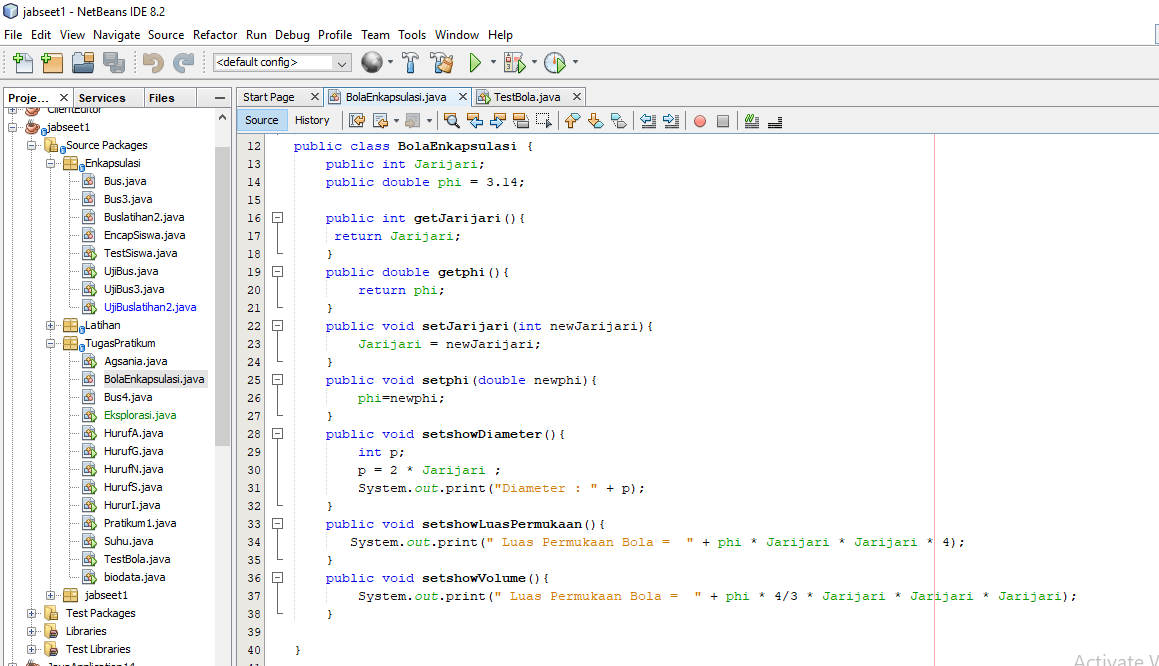 jabseet1 - NetBeans IDE 8.2
File Edit View Navigate Source Refactor Run Debug Profile Team Tools Window Help
<default config>
Proje... Services Files
ClientEditor
jabseet1
Source Packages
Enkapsulasi
Bus.java
Bus3.java
Buslatihan2.java
EncapSiswa.java
TestSiswa.java
UjiBus.java
UjiBus3.java
UjiBuslatihan2.java
Latihan
TugasPratikum
Agsania.java
BolaEnkapsulasi.java
Bus4.java
Eksplorasi.java
HurufA.java
HurufG.java
HurufN.java
HurufS.java
HururI.java
Pratikum1.java
Suhu.java
TestBola.java
biodata.java
jabseet1
Test Packages
Libraries
Test Libraries
Start Page BolaEnkapsulasi.java TestBola.java
Source History
12 public class BolaEnkapsulasi {
13 public int Jarijari;
14 public double phi = 3.14;
15
16 public int getJarijari(){
17 return Jarijari;
18 }
19 public double getphi(){
20 return phi;
21 }
22 public void setJarijari(int newJarijari){
23 Jarijari = newJarijari;
24 }
25 public void setphi(double newphi){
26 phi=newphi;
27 }
28 public void setshowDiameter(){
29 int p;
30 p = 2 * Jarijari ;
31 System.out.print("Diameter : " + p);
32 }
33 public void setshowLuasPermukaan(){
34 System.out.print(" Luas Permukaan Bola =  " + phi * Jarijari * Jarijari * 4);
35 }
36 public void setshowVolume(){
37 System.out.print(" Luas Permukaan Bola =  " + phi * 4/3 * Jarijari * Jarijari * Jarijari);
38 }
39
40 }
Activate